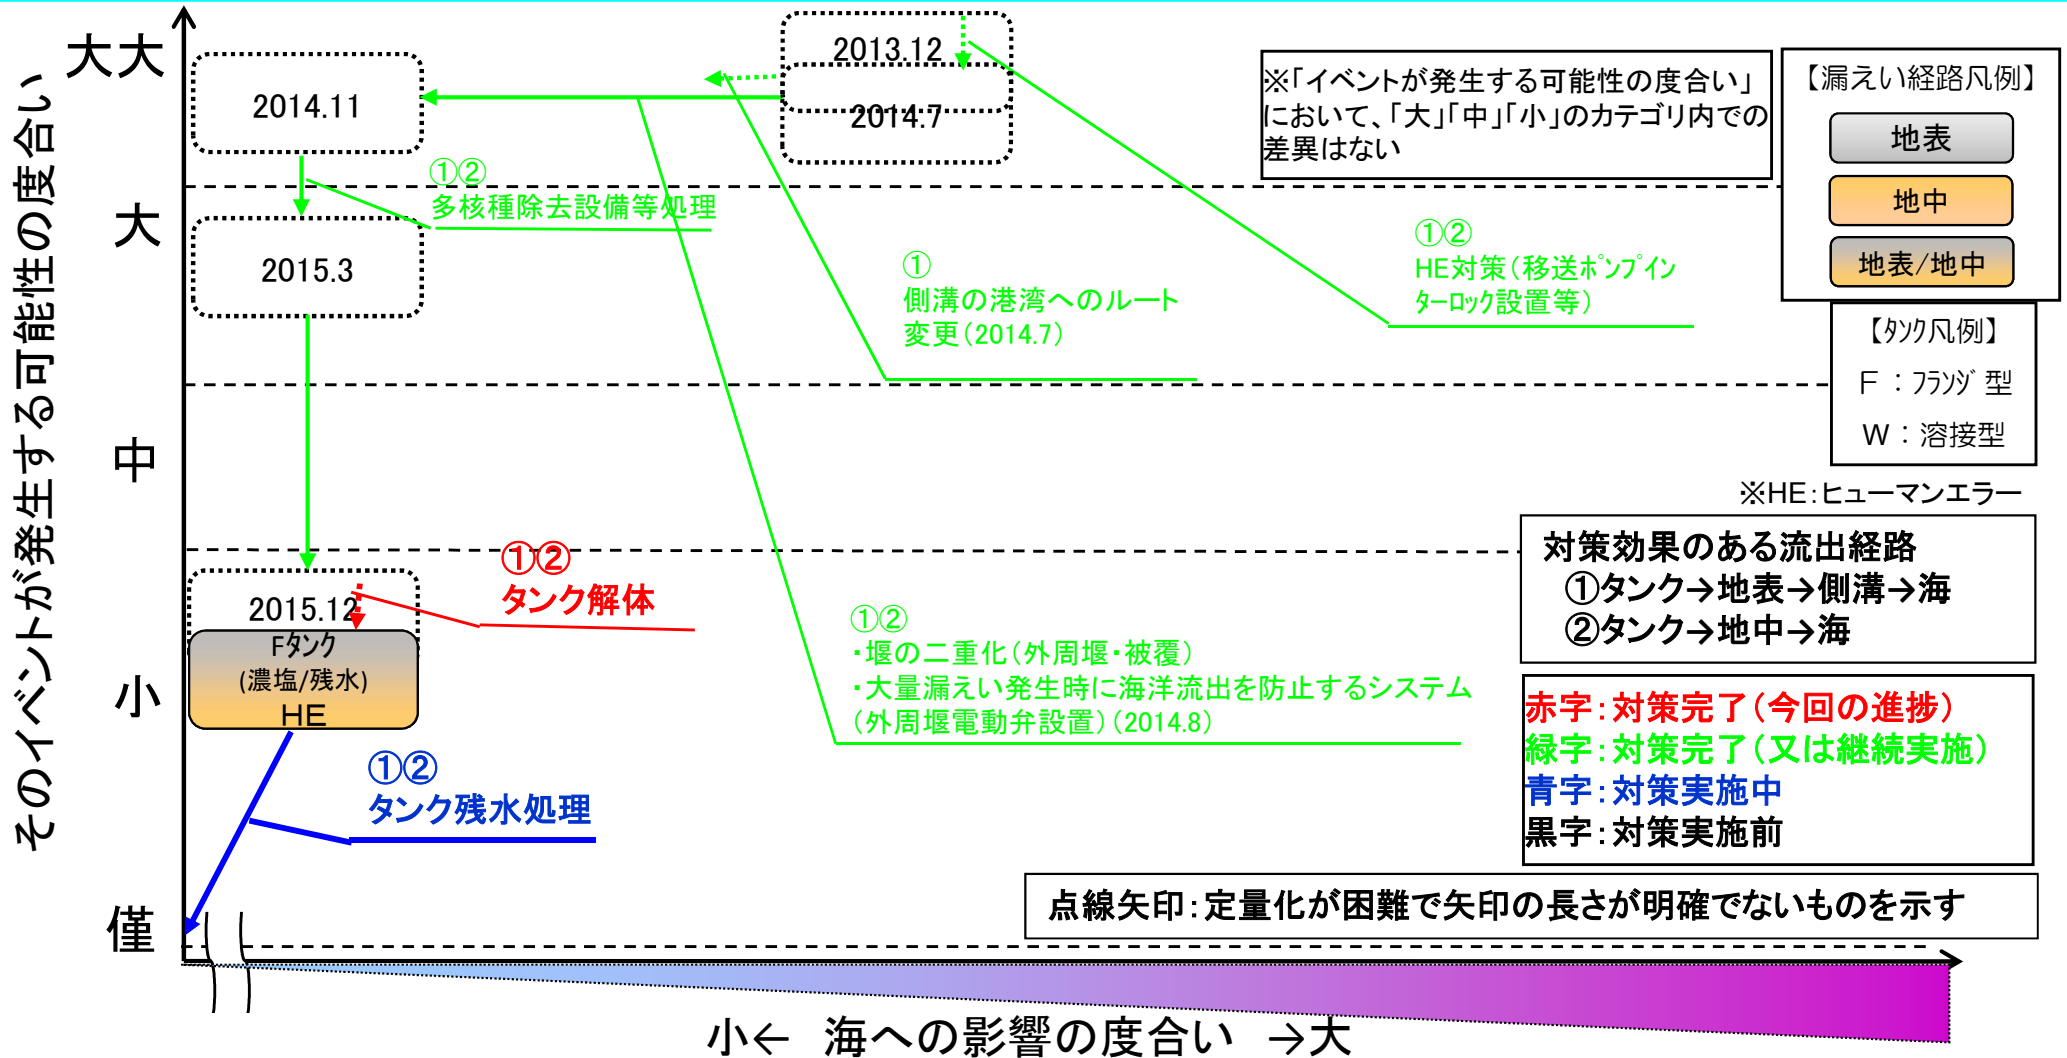 そのイベントが発生する可能性の度合い
大大
大
中
小
僅
2013.12
2014.7
2014.11
2015.3
2015.12
Fタンク
(濃塩/残水)
HE
①②
多核種除去設備等処理
①
側溝の港湾へのルート
変更(2014.7)
①②
HE対策(移送ﾎﾟﾝﾌﾟイン
ﾀｰﾛｯｸ設置等)
①②
タンク解体
①②
・堰の二重化(外周堰・被覆)
・大量漏えい発生時に海洋流出を防止するシステム
(外周堰電動弁設置)(2014.8)
①②
タンク残水処理
※「イベントが発生する可能性の度合い」
において、「大」「中」「小」のカテゴリ内での
差異はない
【漏えい経路凡例】
地表
地中
地表/地中
【ﾀﾝｸ凡例】
F：ﾌﾗﾝｼﾞ型
W：溶接型
※HE:ヒューマンエラー
対策効果のある流出経路
①タンク→地表→側溝→海
②タンク→地中→海
赤字:対策完了(今回の進捗)
緑字:対策完了(又は継続実施)
青字:対策実施中
黒字:対策実施前
点線矢印:定量化が困難で矢印の長さが明確でないものを示す
小← 海への影響の度合い →大